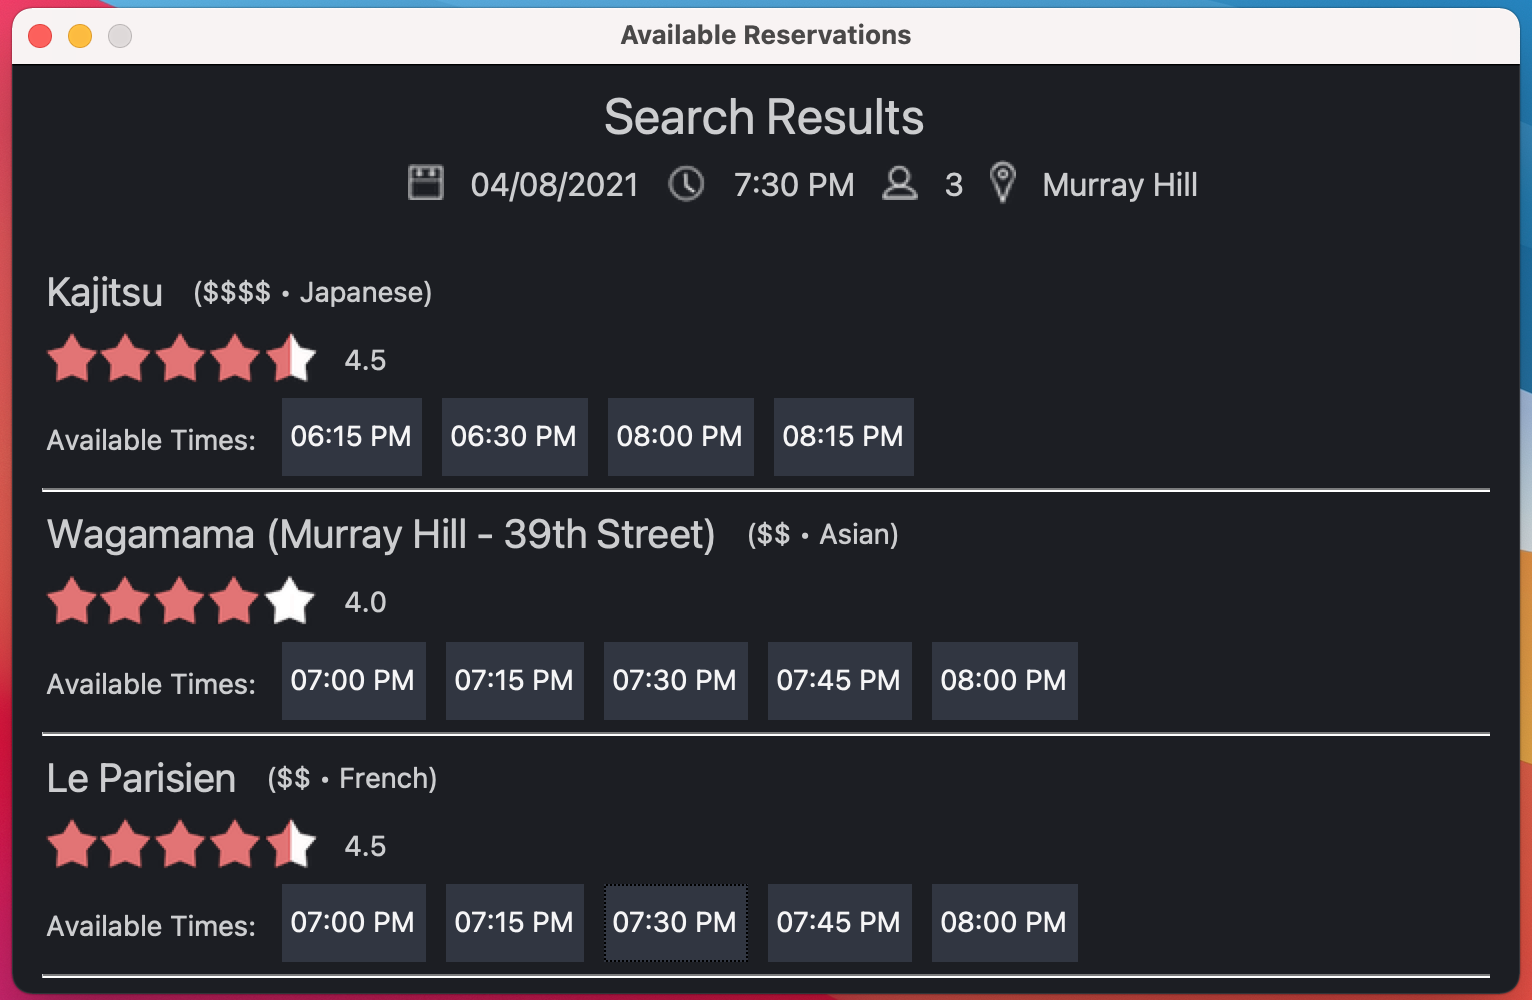 Available Reservations
Search Results
04/08/2021 7:30 PM 3 Murray Hill
Kajitsu ($$$$ • Japanese)
4.5
Available Times: 06:15 PM 06:30 PM 08:00 PM 08:15 PM
Wagamama (Murray Hill - 39th Street) ($$ • Asian)
4.0
Available Times: 07:00 PM 07:15 PM 07:30 PM 07:45 PM 08:00 PM
Le Parisien ($$ • French)
4.5
Available Times: 07:00 PM 07:15 PM 07:30 PM 07:45 PM 08:00 PM